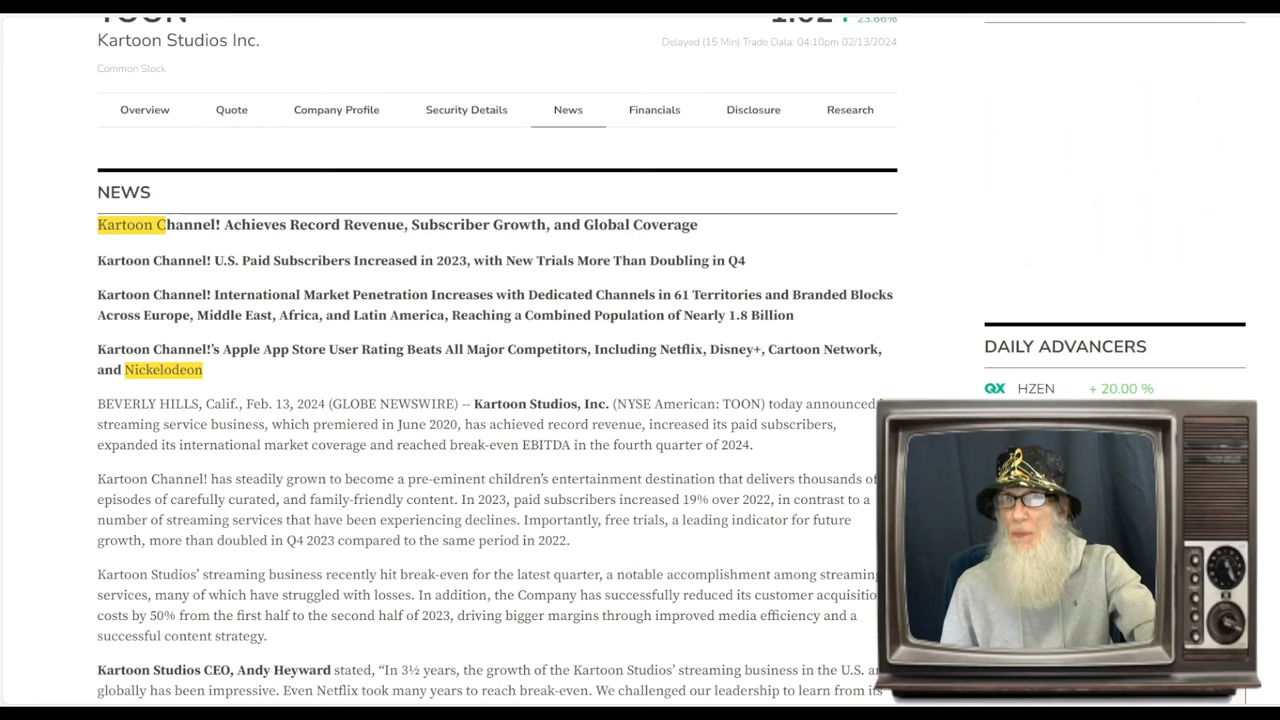 Kartoon Studios Inc.
Delayed (15 Min) Trade Data: 04:10pm 02/13/2024
Common Stock
Overview Quote Company Profile Security Details News Financials Disclosure Research
NEWS
Kartoon Channel! Achieves Record Revenue, Subscriber Growth, and Global Coverage
Kartoon Channel! U.S. Paid Subscribers Increased in 2023, with New Trials More Than Doubling in Q4
Kartoon Channel! International Market Penetration Increases with Dedicated Channels in 61 Territories and Branded Blocks
Across Europe, Middle East, Africa, and Latin America, Reaching a Combined Population of Nearly 1.8 Billion
Kartoon Channel!’s Apple App Store User Rating Beats All Major Competitors, Including Netflix, Disney+, Cartoon Network,
and Nickelodeon
BEVERLY HILLS, Calif., Feb. 13, 2024 (GLOBE NEWSWIRE) -- Kartoon Studios, Inc. (NYSE American: TOON) today announced
streaming service business, which premiered in June 2020, has achieved record revenue, increased its paid subscribers,
expanded its international market coverage and reached break-even EBITDA in the fourth quarter of 2024.
Kartoon Channel! has steadily grown to become a pre-eminent children’s entertainment destination that delivers thousands of
episodes of carefully curated, and family-friendly content. In 2023, paid subscribers increased 19% over 2022, in contrast to a
number of streaming services that have been experiencing declines. Importantly, free trials, a leading indicator for future
growth, more than doubled in Q4 2023 compared to the same period in 2022.
Kartoon Studios’ streaming business recently hit break-even for the latest quarter, a notable accomplishment among streaming
services, many of which have struggled with losses. In addition, the Company has successfully reduced its customer
costs by 50% from the first half to the second half of 2023, driving bigger margins through improved media efficiency and a
successful content strategy.
Kartoon Studios CEO, Andy Heyward stated, “In 3½ years, the growth of the Kartoon Studios’ streaming business in the U.S.
globally has been impressive. Even Netflix took many years to reach break-even. We challenged our leadership to learn from its
DAILY ADVANCERS
QX HZEN + 20.00 %